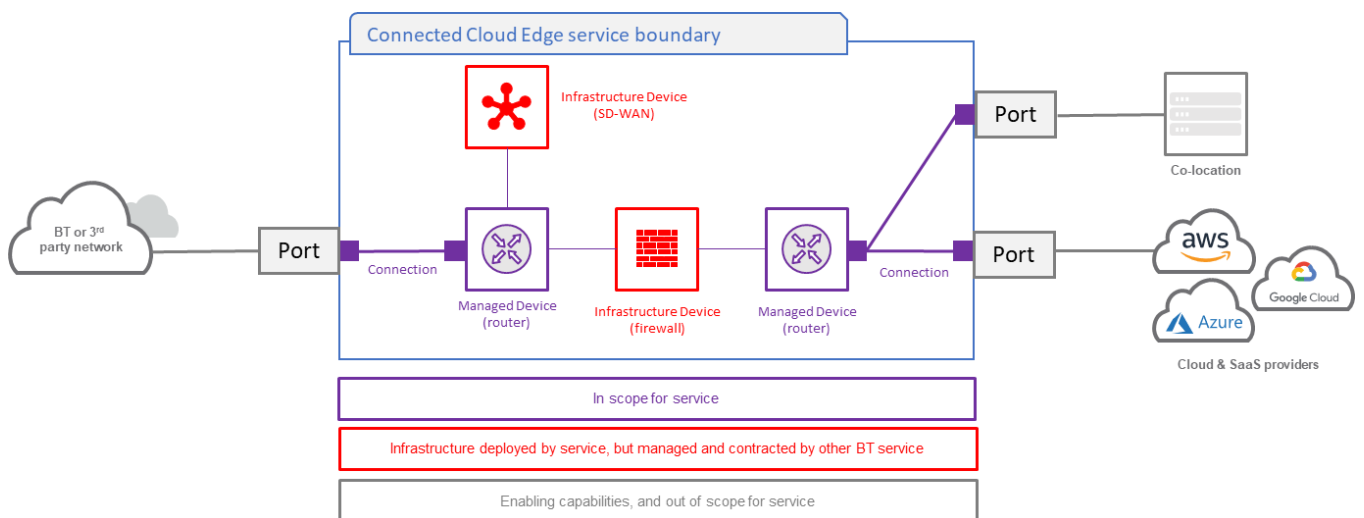 Connected Cloud Edge service boundary
Infrastructure Device
(SD-WAN)
Port
Co-location
BT or 3rd
party network
Port
Connection
Managed Device
(router)
Infrastructure Device
(firewall)
Managed Device
(router)
Connection
Port
aws
Google Cloud
Azure
Cloud & SaaS providers
In scope for service
Infrastructure deployed by service, but managed and contracted by other BT service
Enabling capabilities, and out of scope for service